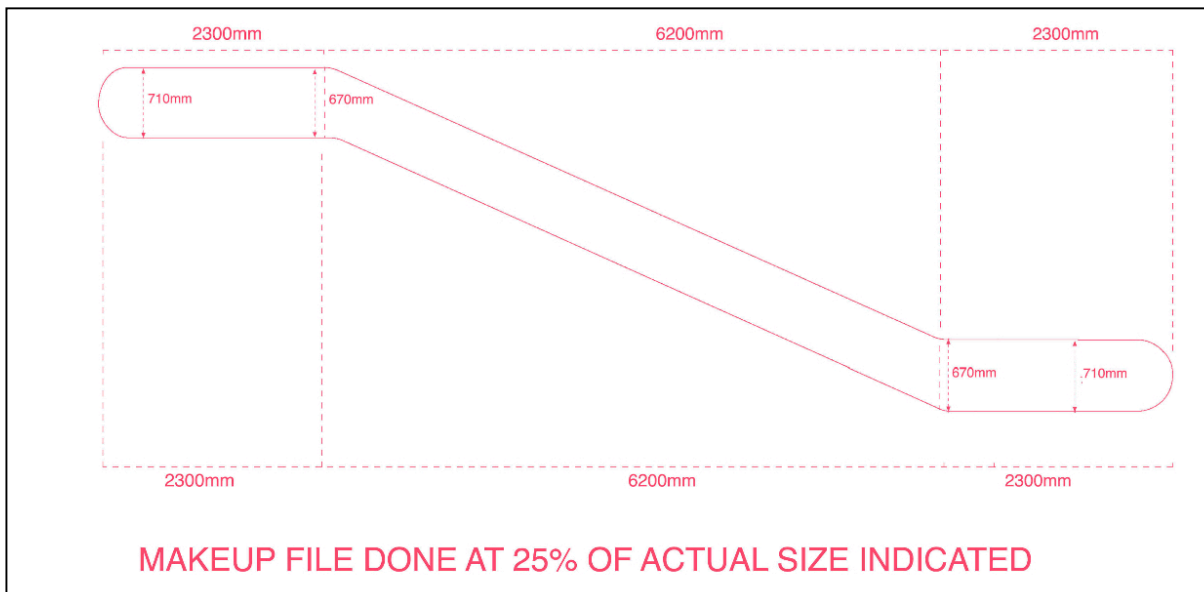 2300mm 6200mm 2300mm
710mm 670mm
670mm .710mm
2300mm 6200mm 2300mm
MAKEUP FILE DONE AT 25% OF ACTUAL SIZE INDICATED